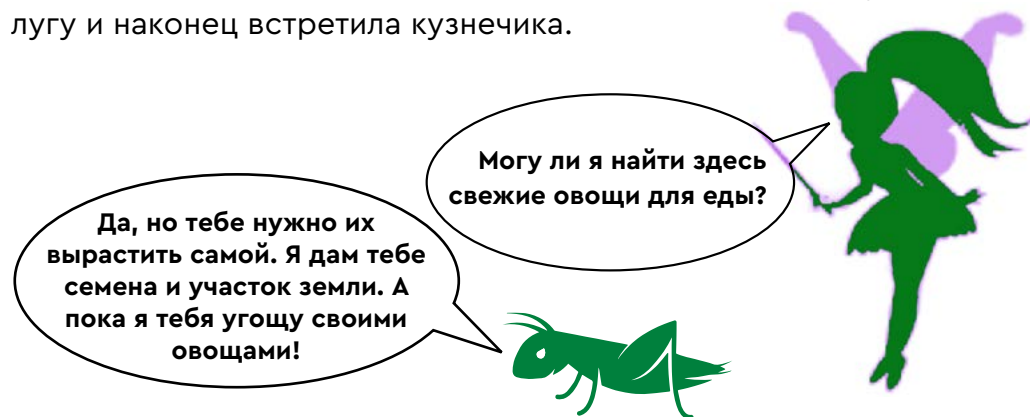 лугу и наконец встретила кузнечика.
Могу ли я найти здесь
свежие овощи для еды?
Да, но тебе нужно их
вырастить самой. Я дам тебе
семена и участок земли. А
пока я тебя угощу своими
овощами!